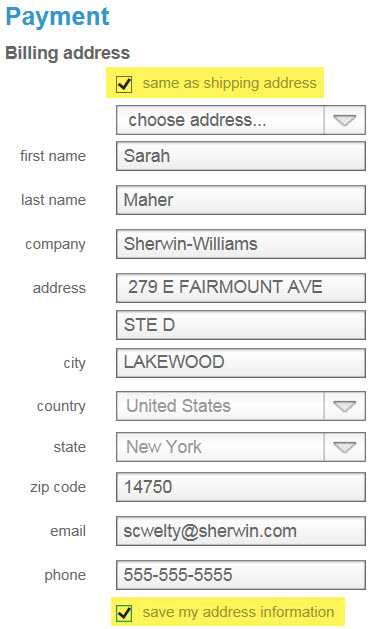 Payment
Billing address
same as shipping address
choose address...
first name Sarah
last name Maher
company Sherwin-Williams
address 279 E FAIRMOUNT AVE
STE D
city LAKEWOOD
country United States
state New York
zip code 14750
email scwelty@sherwin.com
phone 555-555-5555
save my address information